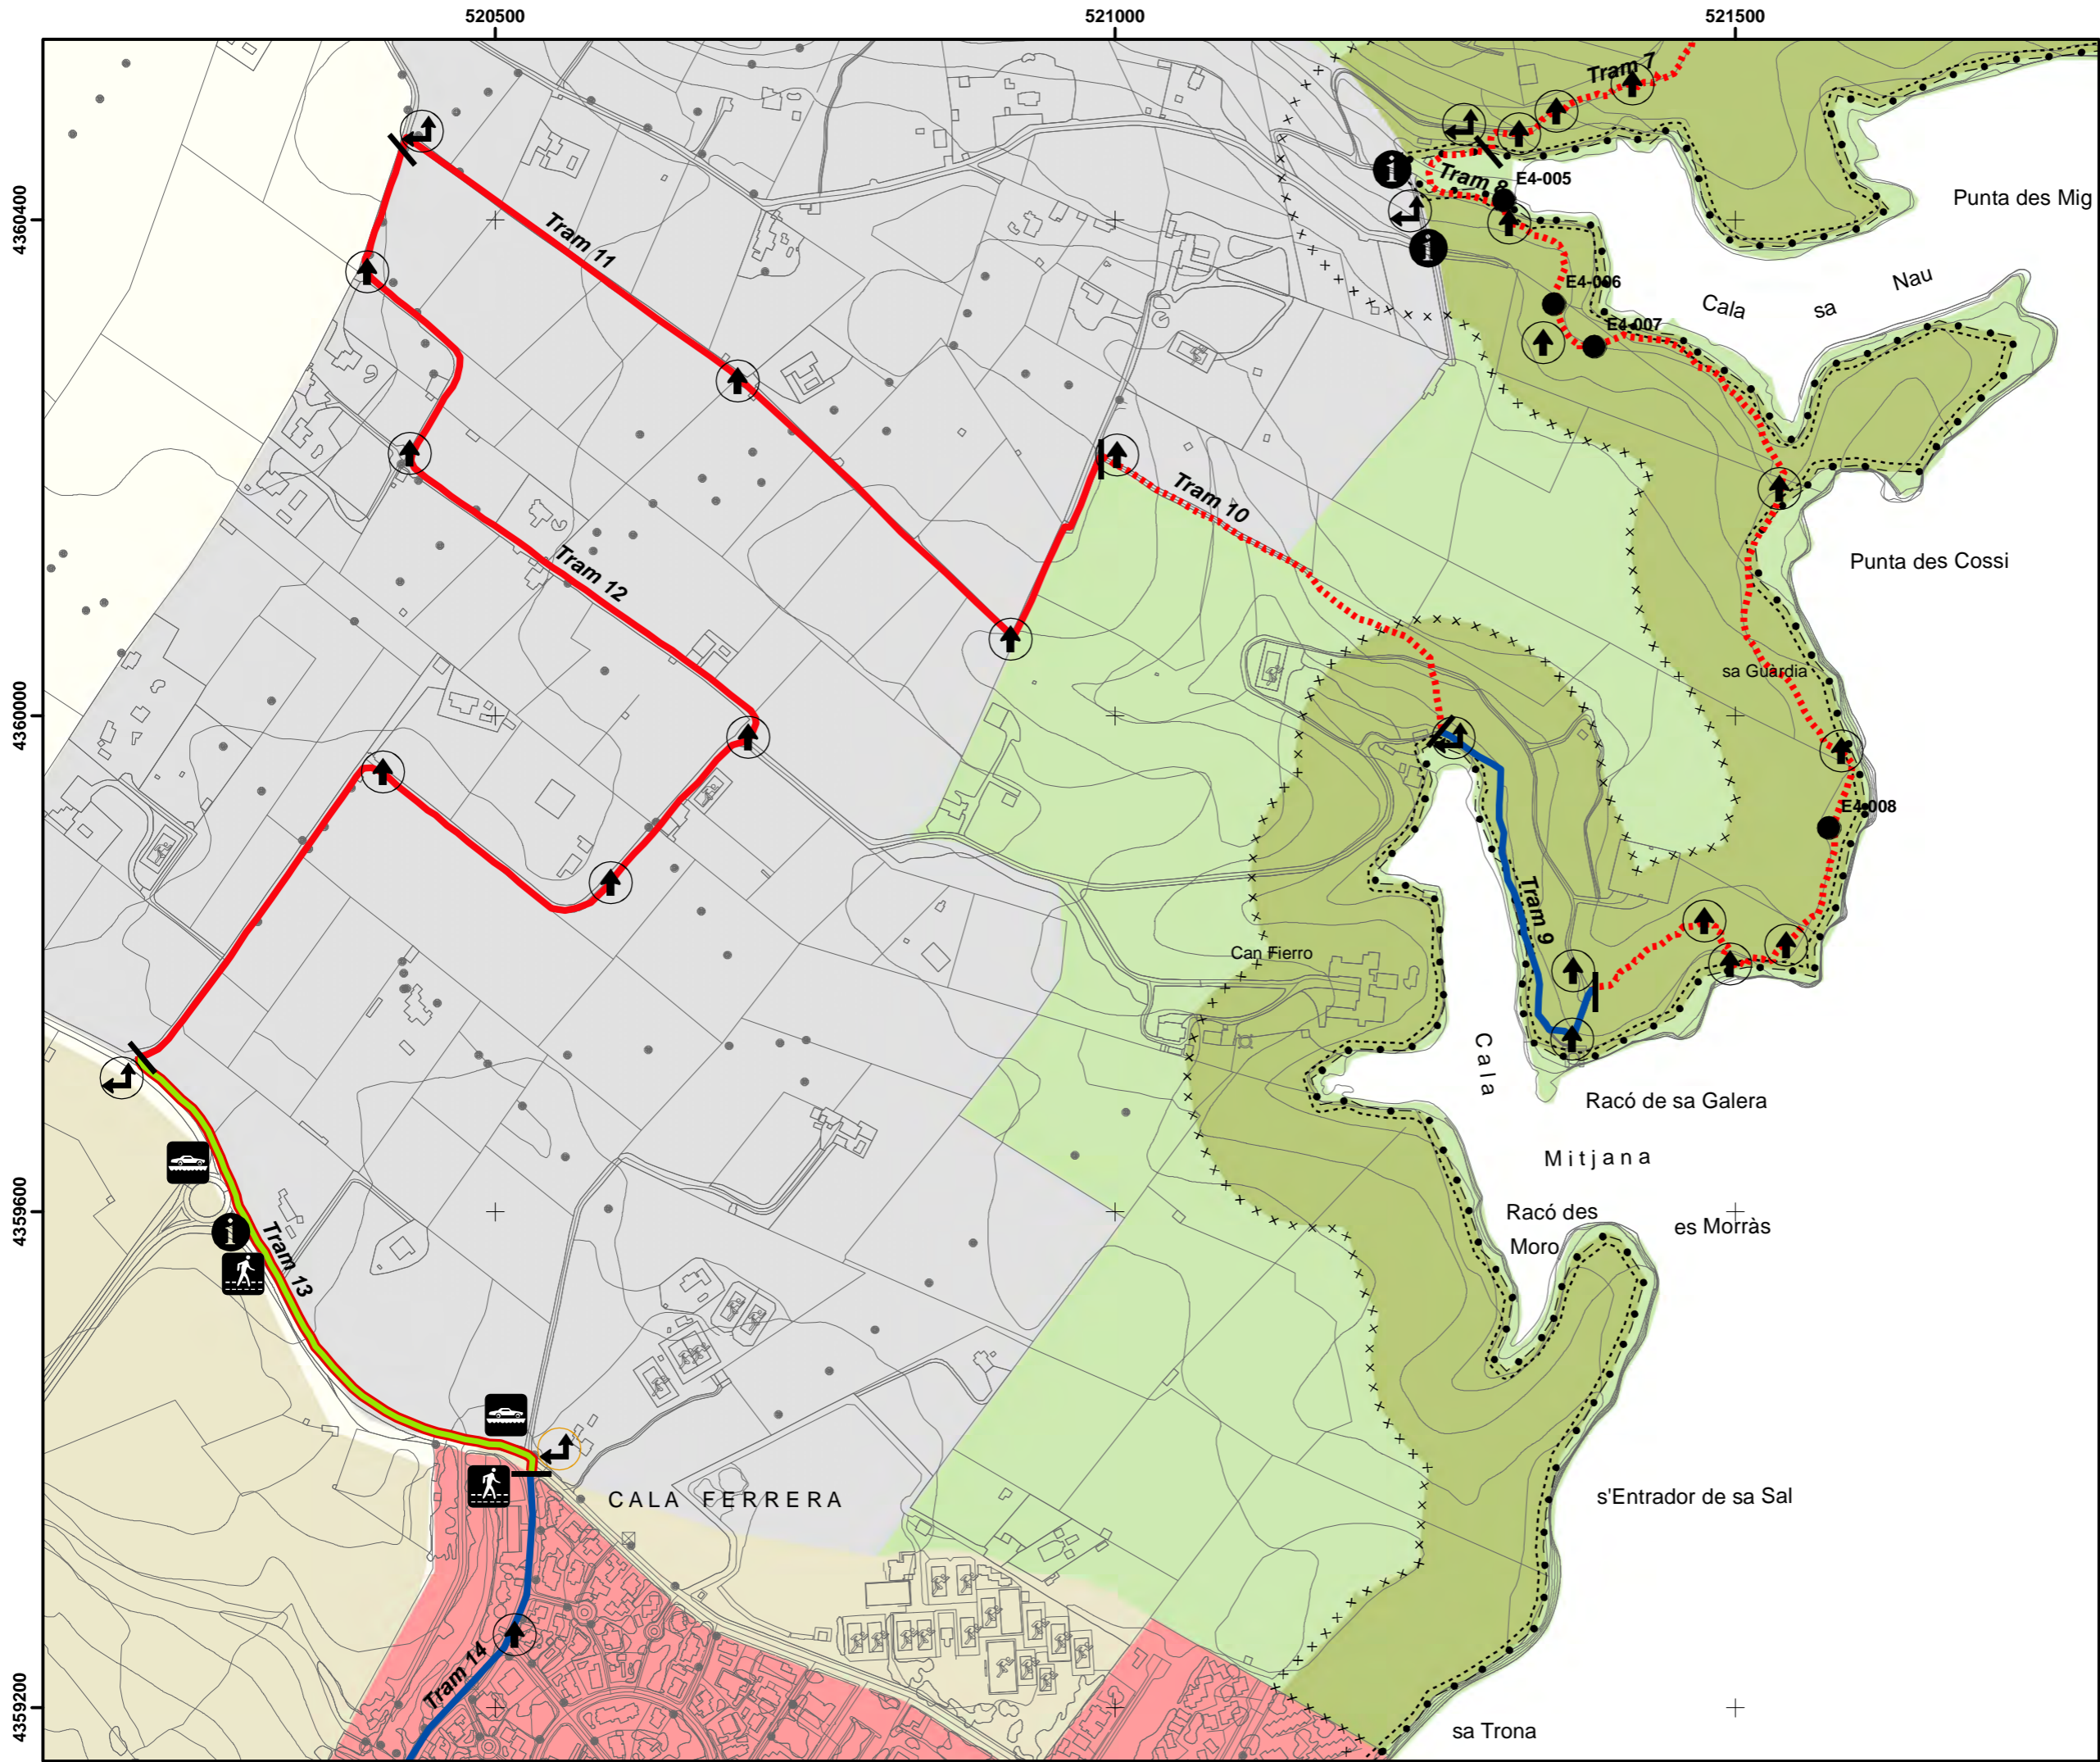 520500
521000
521500
4360400
4360000
4359600
4359200
Tram 7
Tram 8
E4-005
Punta des Mig
Tram 11
E4-006
Cala sa Nau
E4-007
Tram 10
Punta des Cossi
Tram 12
sa Guàrdia
E4-008
Tram 9
Can Fierro
Cala
Mitjana
Racó de sa Galera
Racó des
Moro
es Morràs
Tram 13
i
i
i
CALA FERRERA
s'Entrador de sa Sal
Tram 14
sa Trona